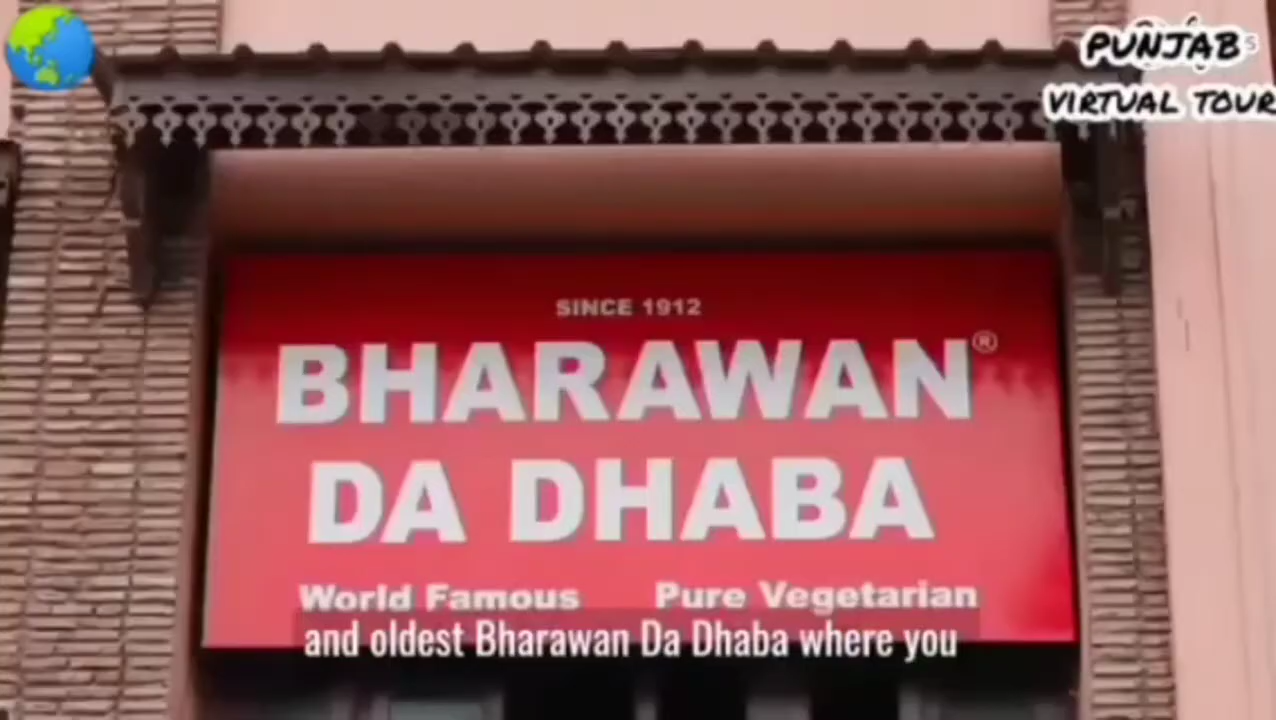 PUNJAB
VIRTUAL TOUR
SINCE 1912
BHARAWAN®
DA DHABA
World Famous Pure Vegetarian
and oldest Bharawan Da Dhaba where you